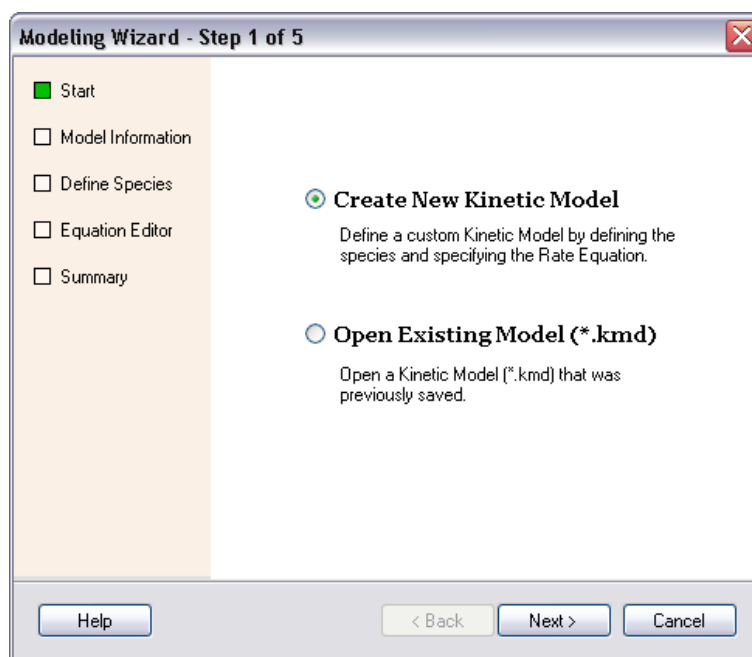 Modeling Wizard - Step 1 of 5
Start
Model Information
Define Species
Equation Editor
Summary
Create New Kinetic Model
Define a custom Kinetic Model by defining the
species and specifying the Rate Equation.
Open Existing Model (*.kmd)
Open a Kinetic Model (*.kmd) that was
previously saved.
Help
< Back
Next >
Cancel